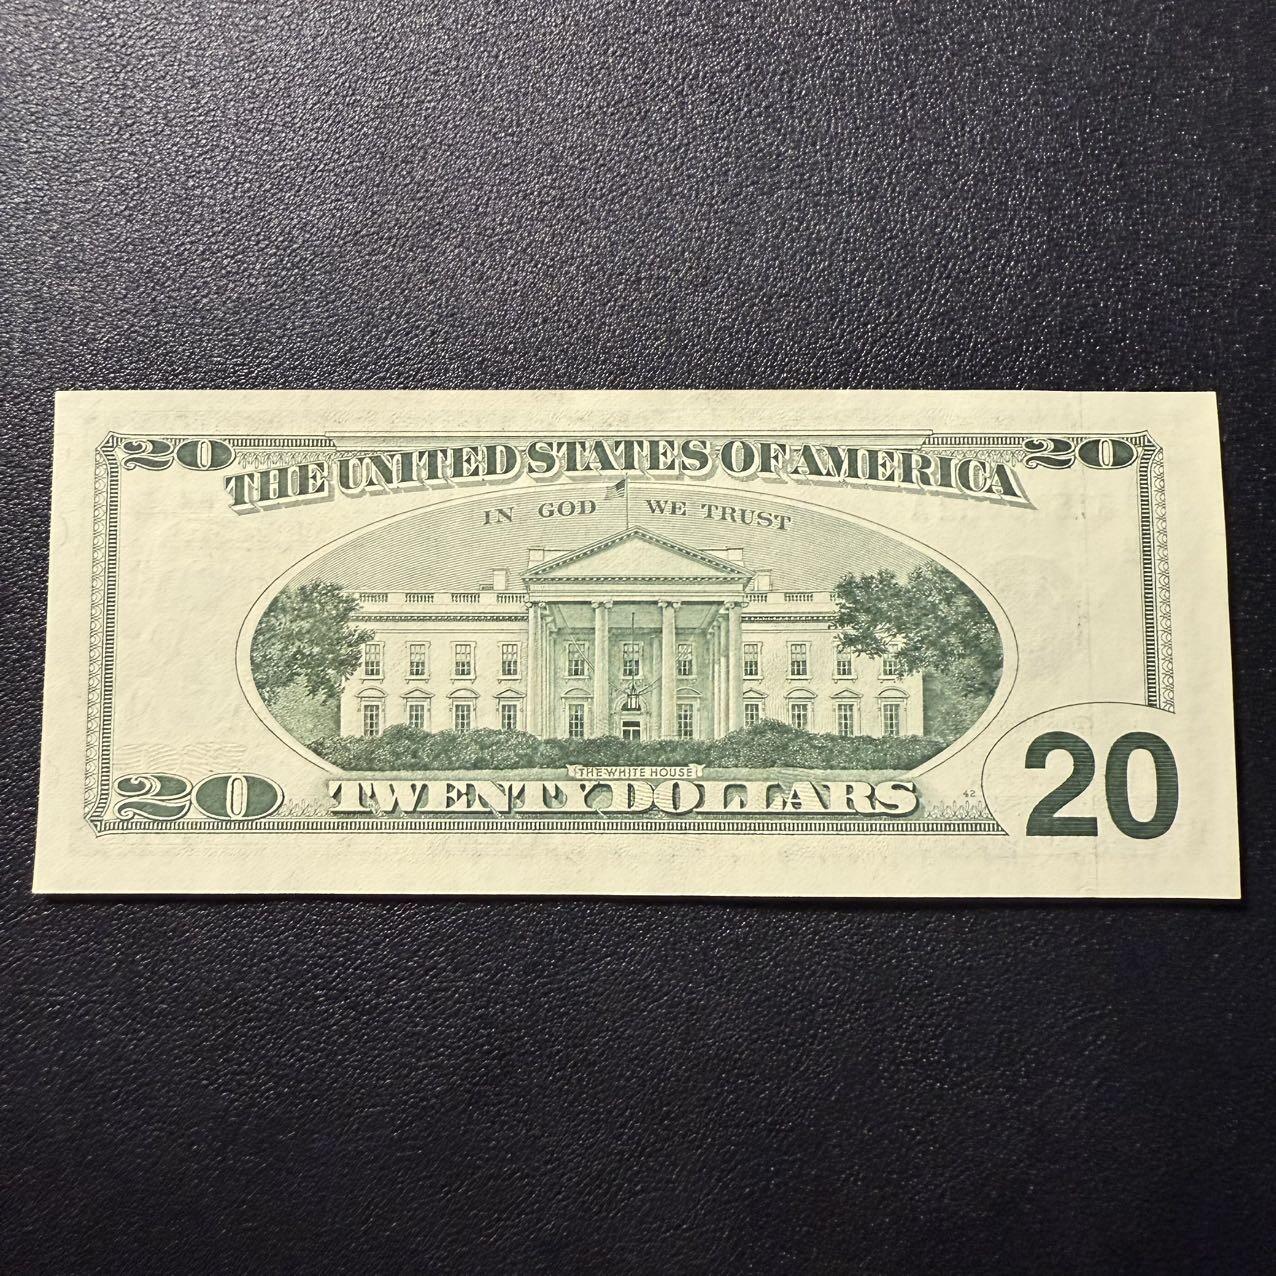 20 THE UNITED STATES OF AMERICA 20
IN GOD WE TRUST
THE WHITE HOUSE
20 TWENTY DOLLARS 42 20